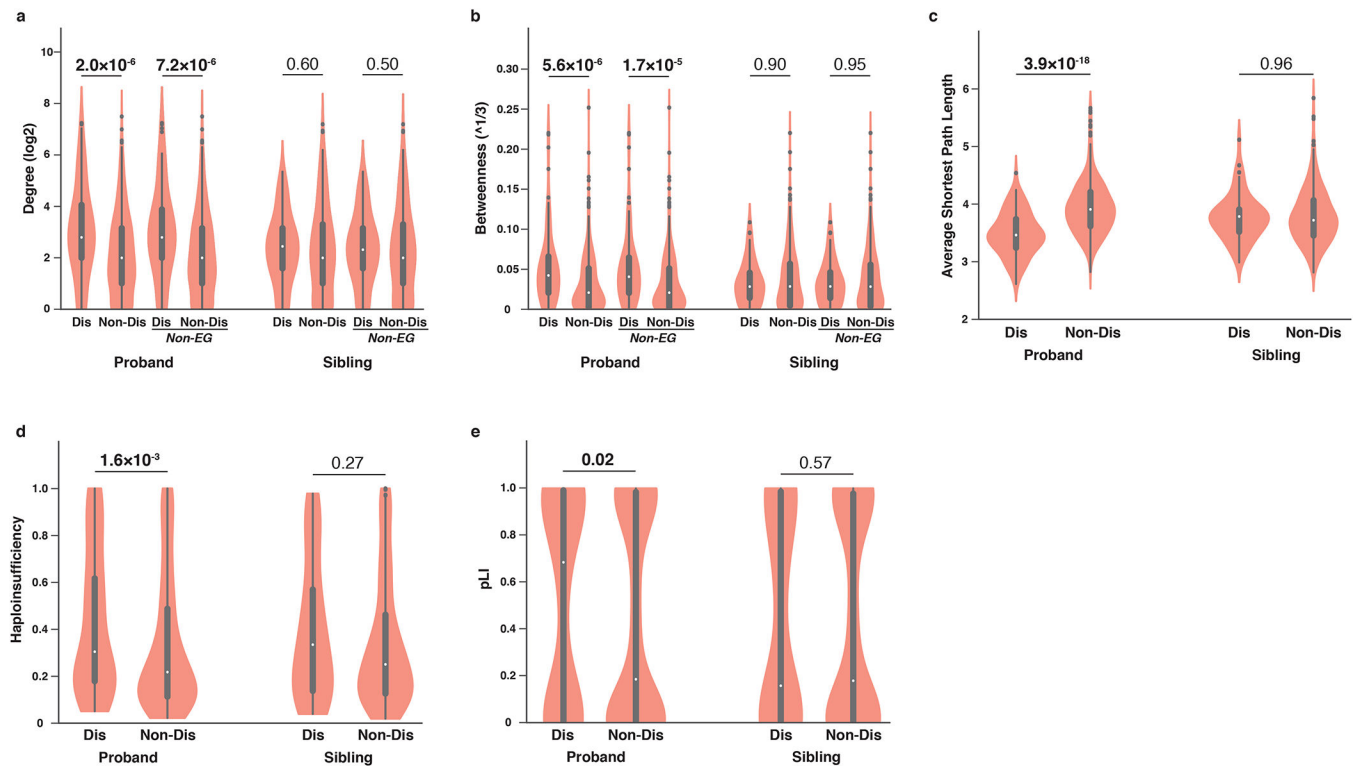 a
2.0×10-6 7.2×10-6 0.60 0.50
Degree (log2)
10
8
6
4
2
0
Dis Non-Dis Dis Non-Dis Dis Non-Dis Dis Non-Dis
Non-EG Non-EG
Proband Sibling
b
5.6×10-6 1.7×10-5 0.90 0.95
Betweenness (^1/3)
0.30
0.25
0.20
0.15
0.10
0.05
0
Dis Non-Dis Dis Non-Dis Dis Non-Dis Dis Non-Dis
Non-EG Non-EG
Proband Sibling
c
3.9×10-18 0.96
Average Shortest Path Length
6
5
4
3
2
Dis Non-Dis Dis Non-Dis
Proband Sibling
d
1.6×10-3 0.27
Haploinsufficiency
1.0
0.8
0.6
0.4
0.2
0
Dis Non-Dis Dis Non-Dis
Proband Sibling
e
0.02 0.57
pLI
1.0
0.8
0.6
0.4
0.2
0
Dis Non-Dis Dis Non-Dis
Proband Sibling